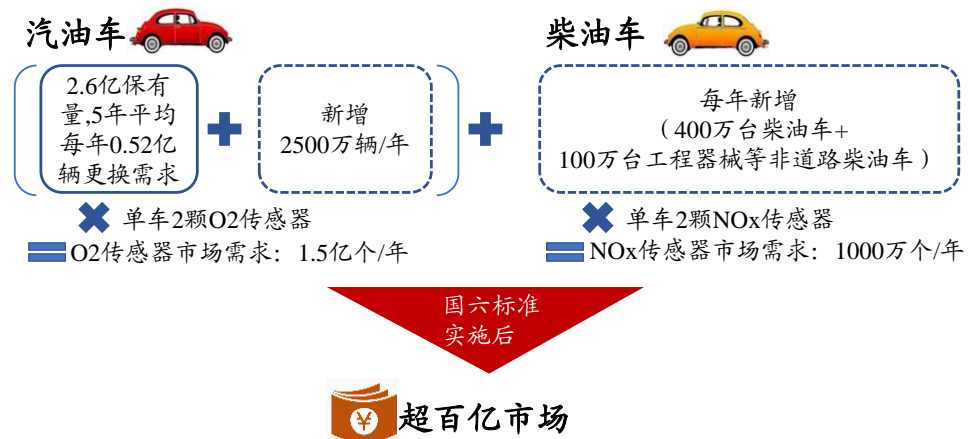 汽油车
柴油车
2.6亿保有
量,5年平均
每年0.52亿
辆更换需求
新增
2500万辆/年
每年新增
（400万台柴油车+
100万台工程器械等非道路柴油车）
单车2颗O2传感器
O2传感器市场需求：1.5亿个/年
单车2颗NOx传感器
NOx传感器市场需求：1000万个/年
国六标准
实施后
¥
超百亿市场